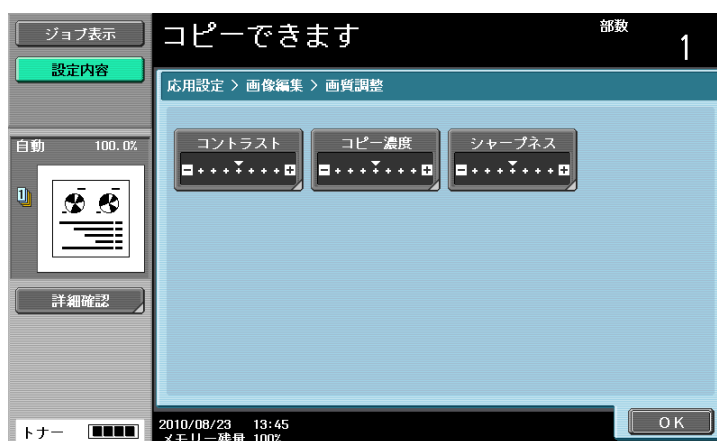 ジョブ表示
設定内容
コピーできます
部数
1
応用設定 > 画像編集 > 画質調整
自動 100.0%
1
コントラスト
コピー濃度
シャープネス
詳細確認
トナー
2010/08/23 13:45
メモリー残量 100%
OK